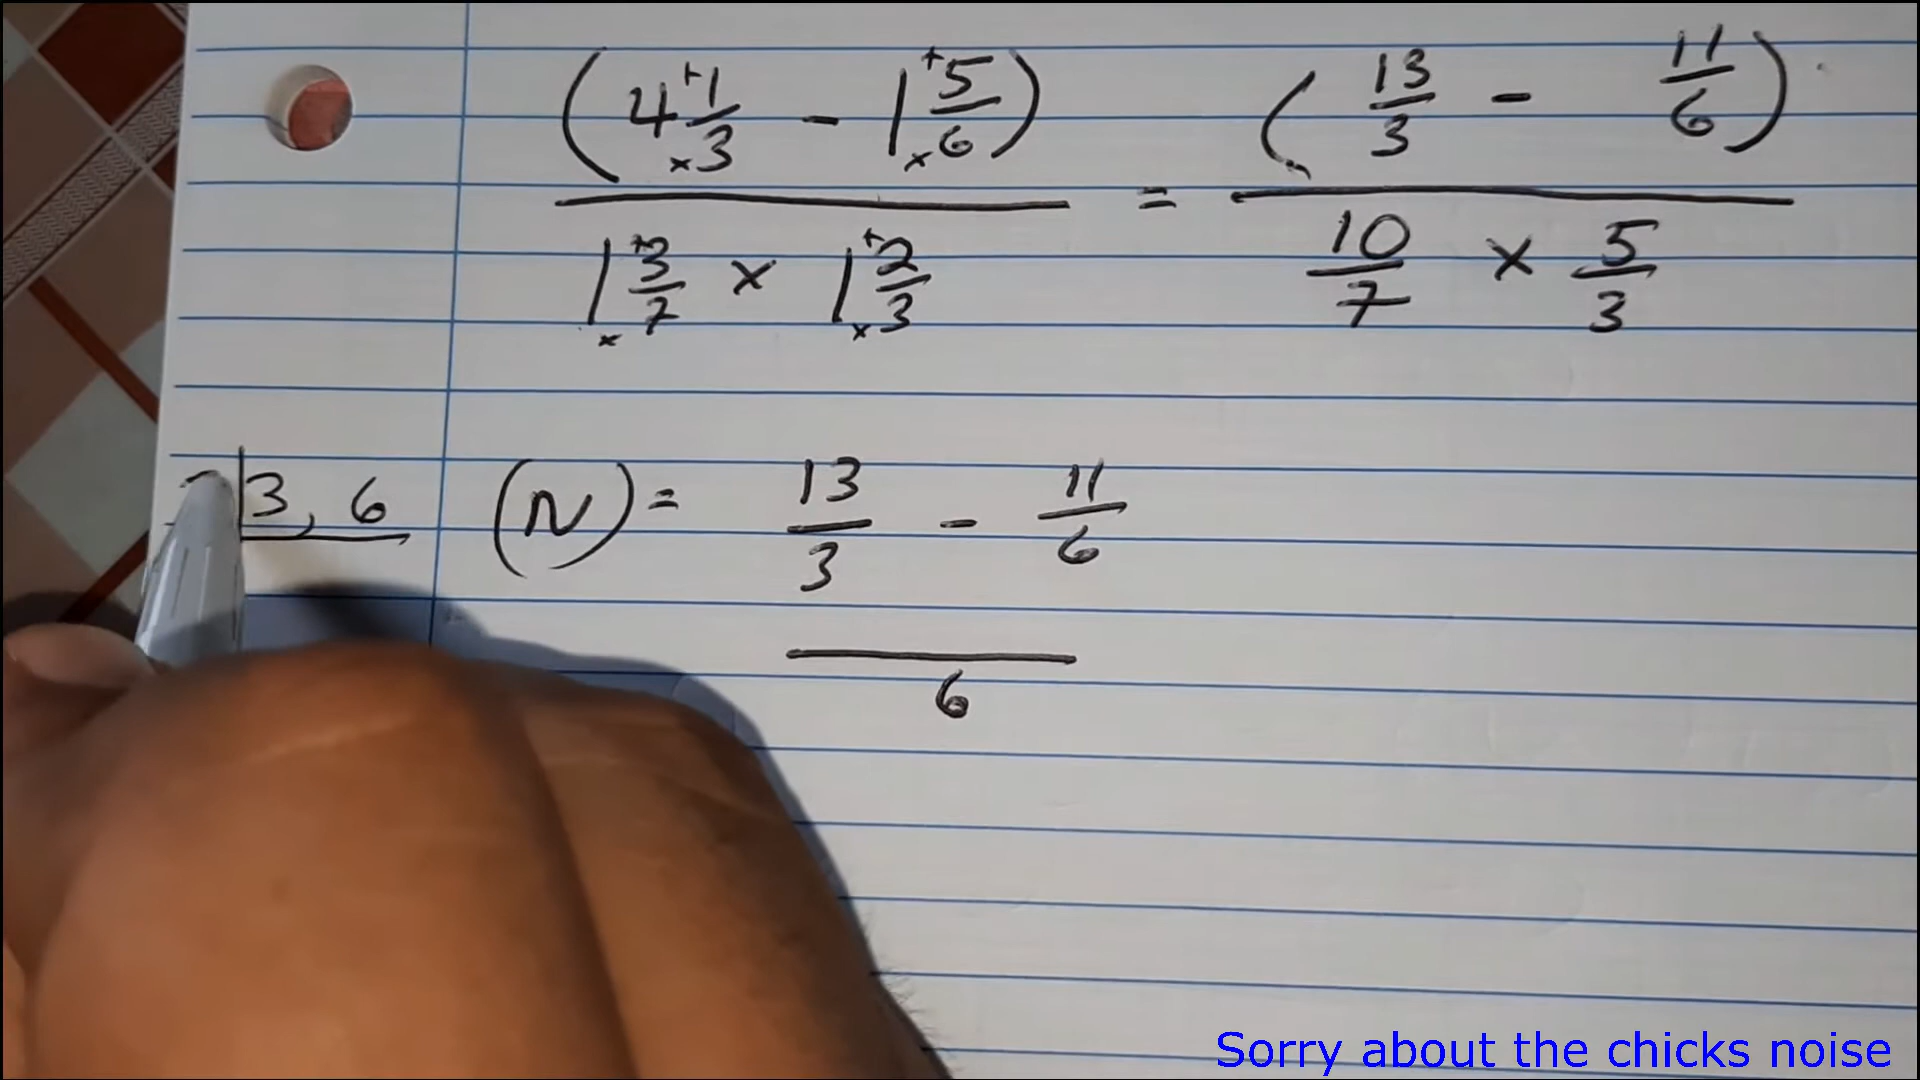 (4 +1/×3 - 1 +5/×6) / (1 +3/×7 × 1 +2/×3) = (13/3 - 11/6) / (10/7 × 5/3)
3, 6 (N) = 13/3 - 11/6
6
Sorry about the chicks noise